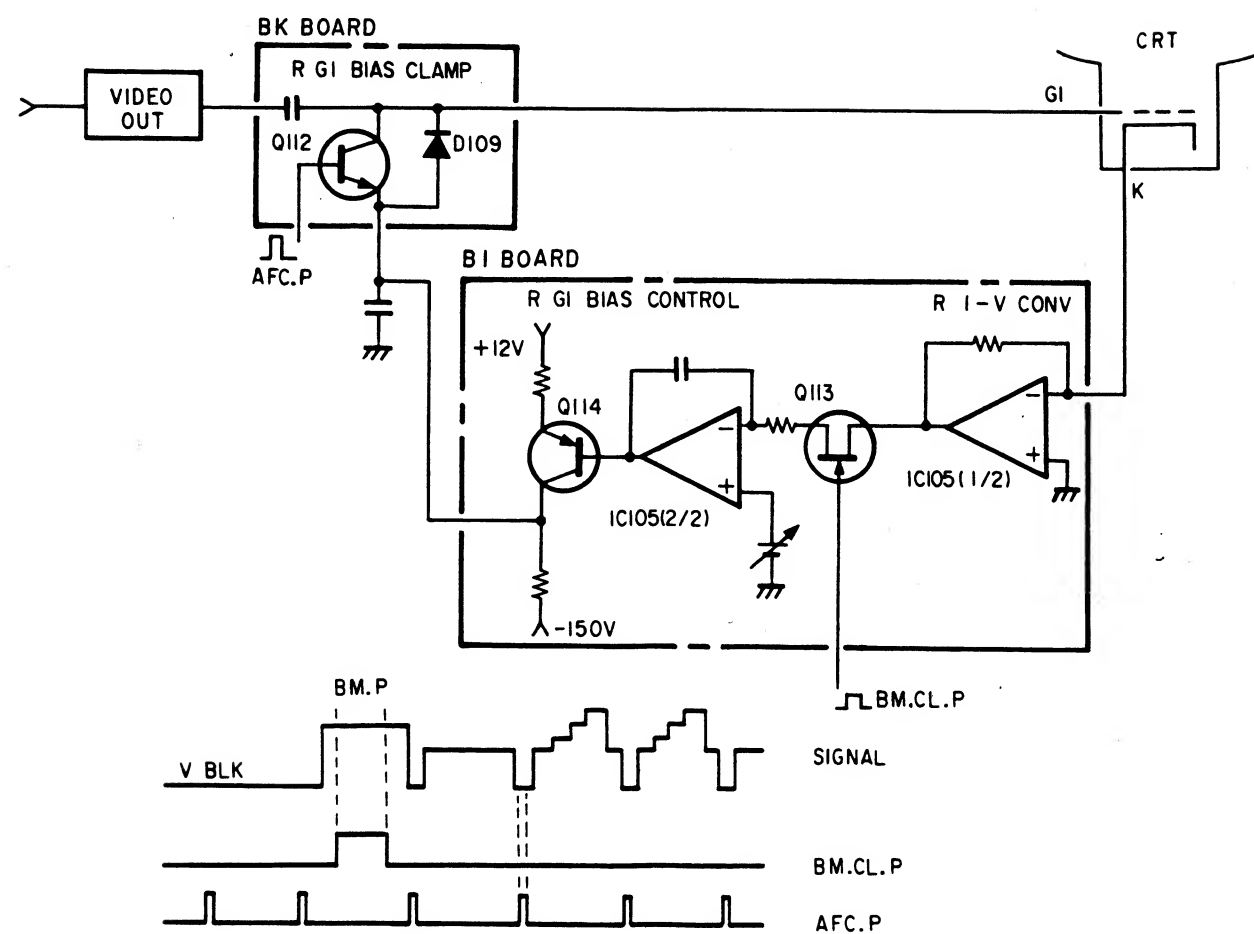 BK BOARD
R G1 BIAS CLAMP
CRT
VIDEO
OUT
G1
Q112
D109
K
AFC.P
B1 BOARD
R G1 BIAS CONTROL
R I-V CONV
+12V
Q114
Q113
-
+
-
+
IC105(2/2)
IC105(1/2)
-150V
BM.CL.P
BM.P
V BLK
SIGNAL
BM.CL.P
AFC.P